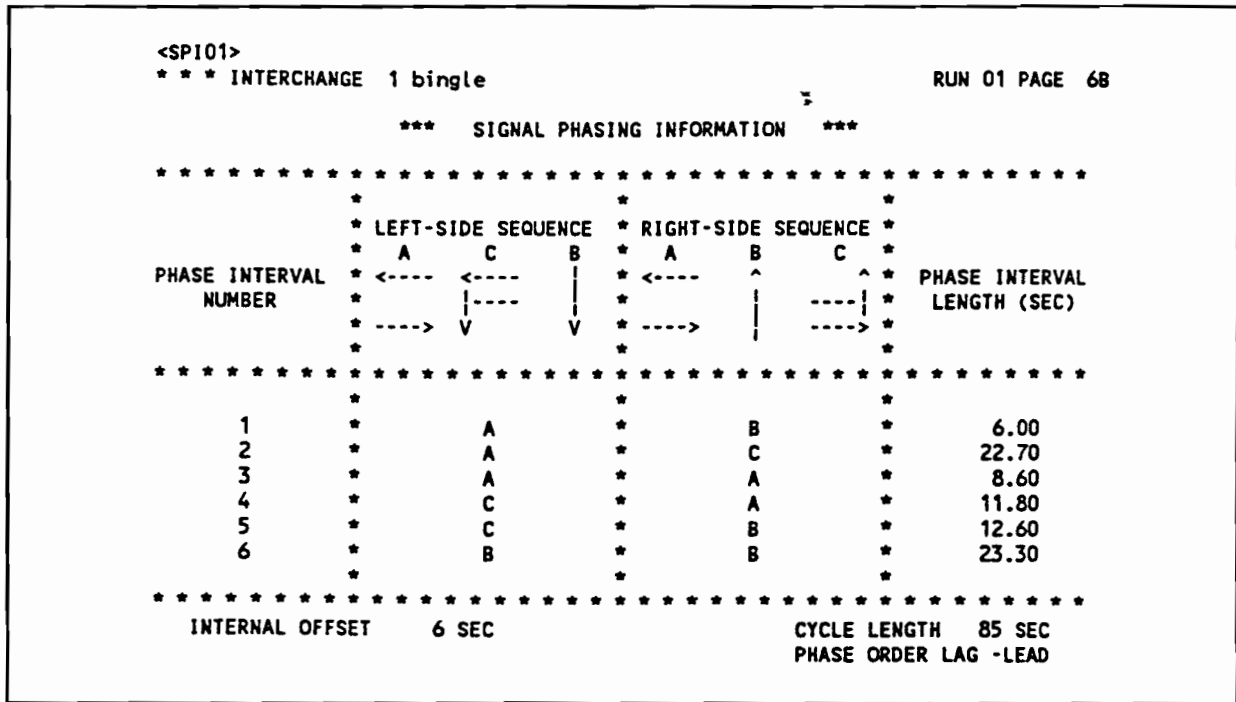 <SPI01>
* * * INTERCHANGE 1 bingle RUN 01 PAGE 6B
*** SIGNAL PHASING INFORMATION ***
* * * * * * * * * * * * * * * * * * * * * * * * * * * * * * * * * * * * * * *
* * *
* LEFT-SIDE SEQUENCE * RIGHT-SIDE SEQUENCE *
* A C B * A B C *
PHASE INTERVAL * <---- <---- | * <---- ^ ^ * PHASE INTERVAL
NUMBER * |---- | * | ----| * LENGTH (SEC)
* ----> V V * ----> | ----> *
* * *
* * * * * * * * * * * * * * * * * * * * * * * * * * * * * * * * * * * * * * *
* * *
1 * A * B * 6.00
2 * A * C * 22.70
3 * A * A * 8.60
4 * C * A * 11.80
5 * C * B * 12.60
6 * B * B * 23.30
* * *
* * * * * * * * * * * * * * * * * * * * * * * * * * * * * * * * * * * * * * *
INTERNAL OFFSET 6 SEC CYCLE LENGTH 85 SEC
PHASE ORDER LAG -LEAD